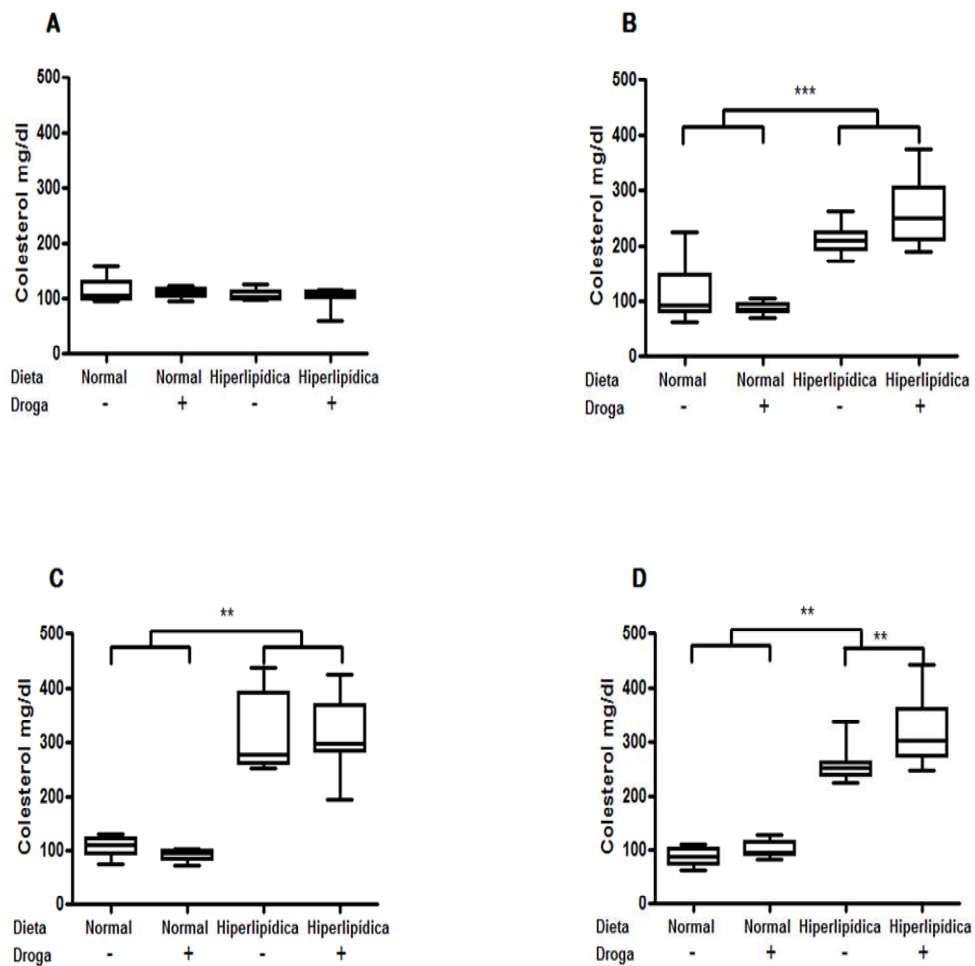 A
Colesterol mg/dl
500
400
300
200
100
0
Dieta Normal Normal Hiperlipídica Hiperlipídica
Droga - + - +
B
Colesterol mg/dl
500
400
300
200
100
0
***
Dieta Normal Normal Hiperlipídica Hiperlipídica
Droga - + - +
C
Colesterol mg/dl
500
400
300
200
100
0
**
Dieta Normal Normal Hiperlipídica Hiperlipídica
Droga - + - +
D
Colesterol mg/dl
500
400
300
200
100
0
**
**
Dieta Normal Normal Hiperlipídica Hiperlipídica
Droga - + - +